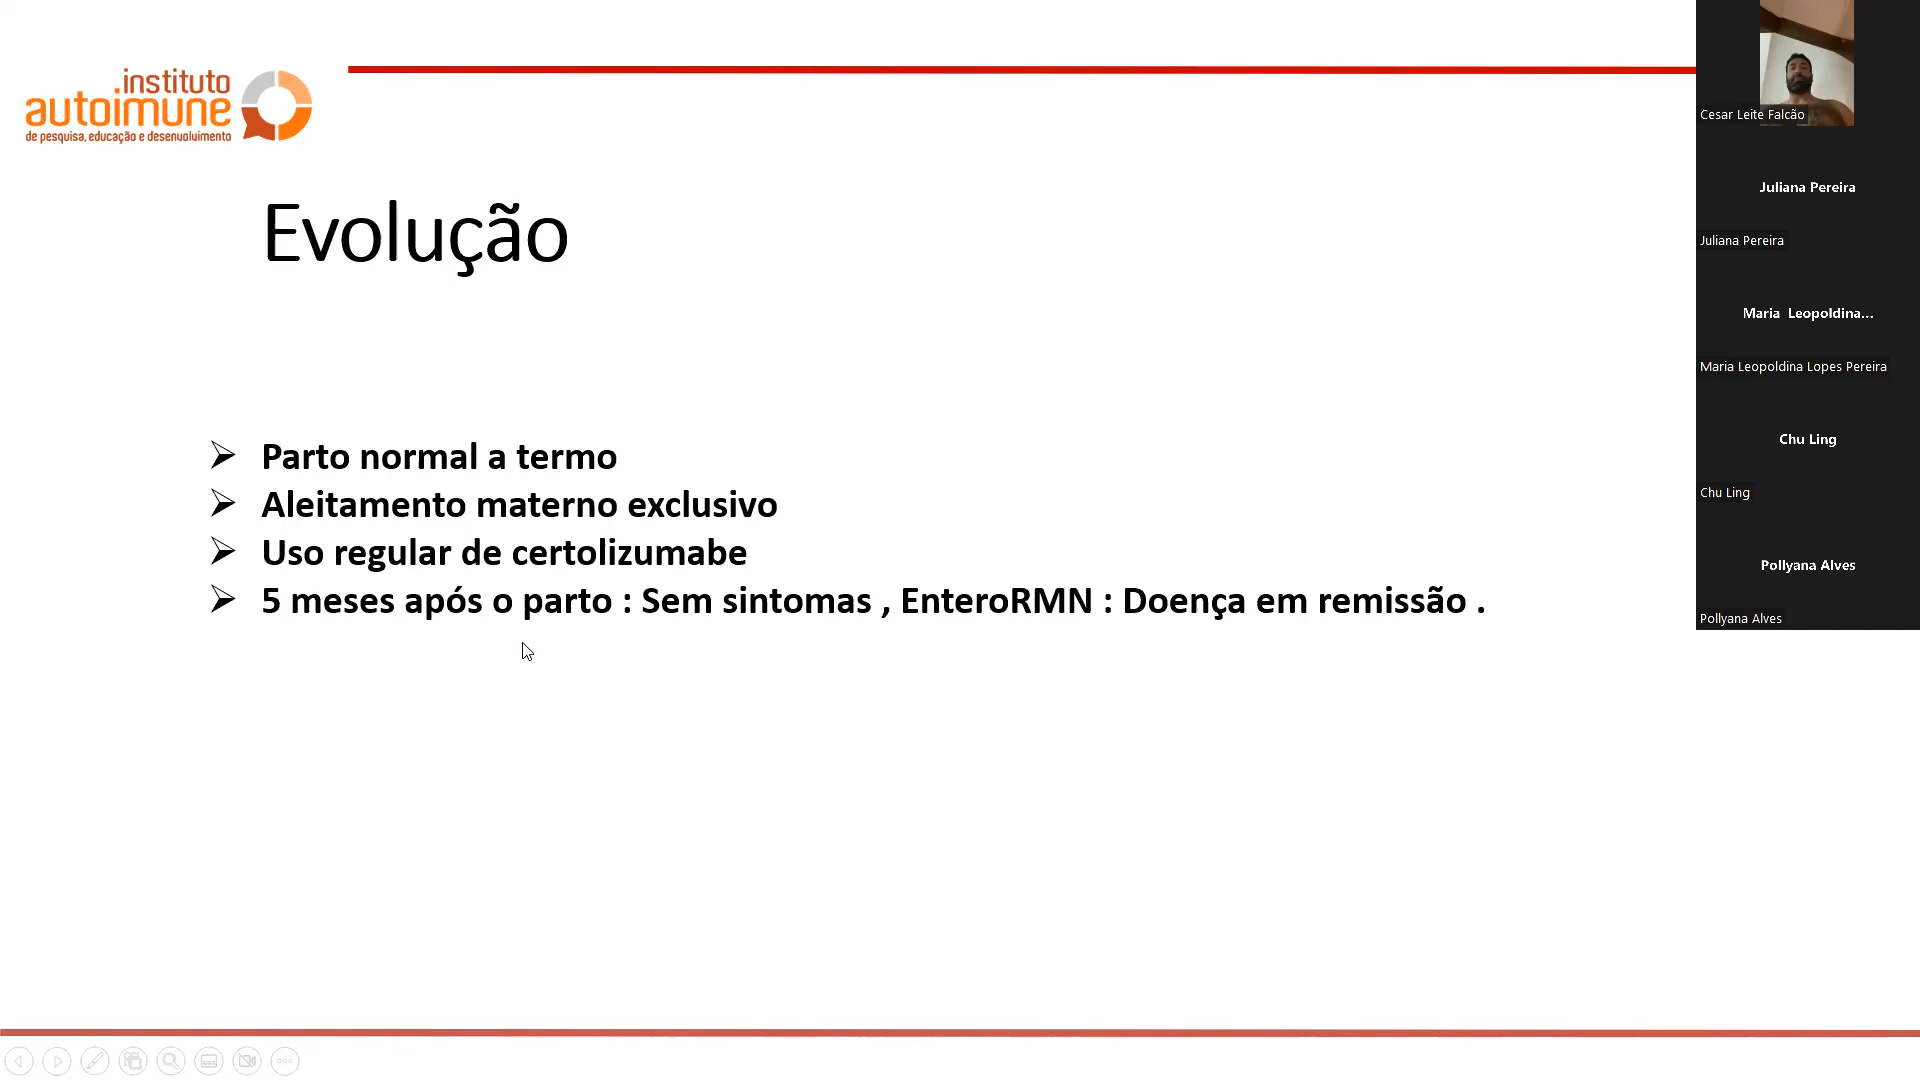 instituto
autoimune
de pesquisa, educação e desenvolvimento
Evolução
Parto normal a termo
Aleitamento materno exclusivo
Uso regular de certolizumabe
5 meses após o parto : Sem sintomas , EnteroRMN : Doença em remissão .
Cesar Leite Falcão
Juliana Pereira
Juliana Pereira
Maria Leopoldina...
Maria Leopoldina Lopes Pereira
Chu Ling
Chu Ling
Pollyana Alves
Pollyana Alves